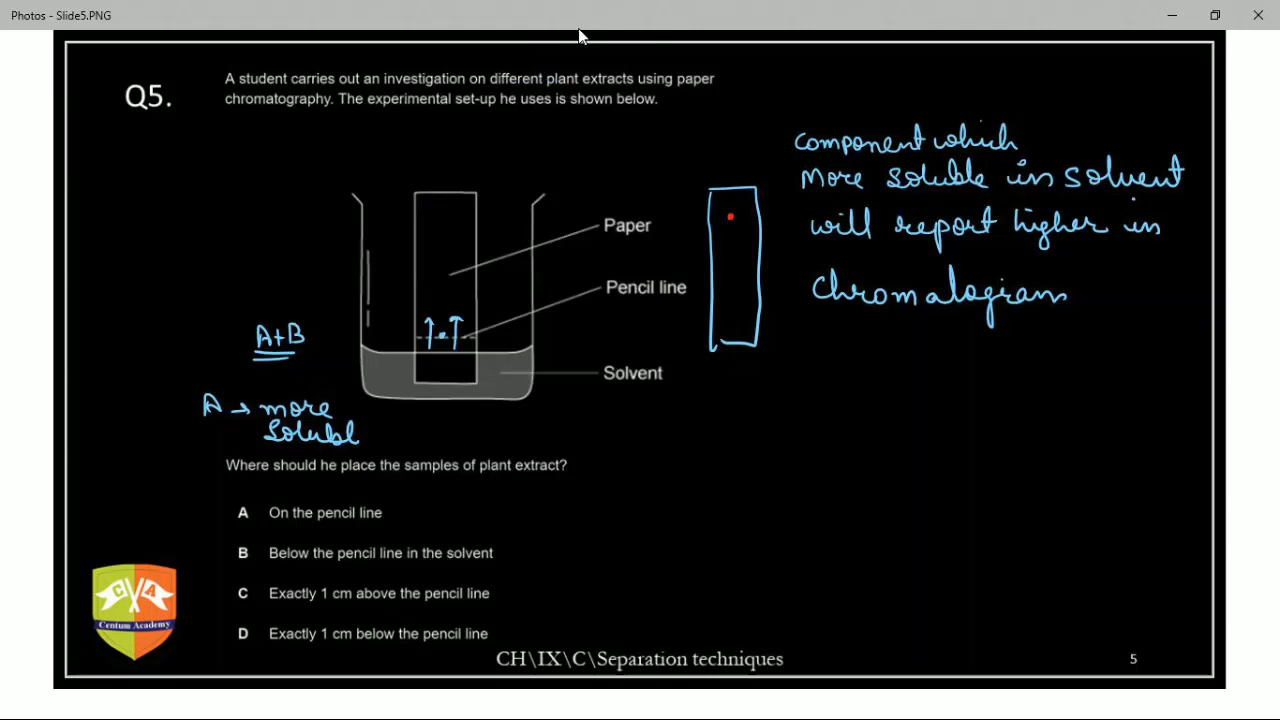 Photos - Slide5.PNG
Q5.
A student carries out an investigation on different plant extracts using paper
chromatography. The experimental set-up he uses is shown below.
component which
more soluble in solvent
will report higher in
chromatogram
Paper
Pencil line
Solvent
A+B
A → more
Solubl
Where should he place the samples of plant extract?
A On the pencil line
B Below the pencil line in the solvent
C Exactly 1 cm above the pencil line
D Exactly 1 cm below the pencil line
C A
Centum Academy
CH\IX\C\Separation techniques
5